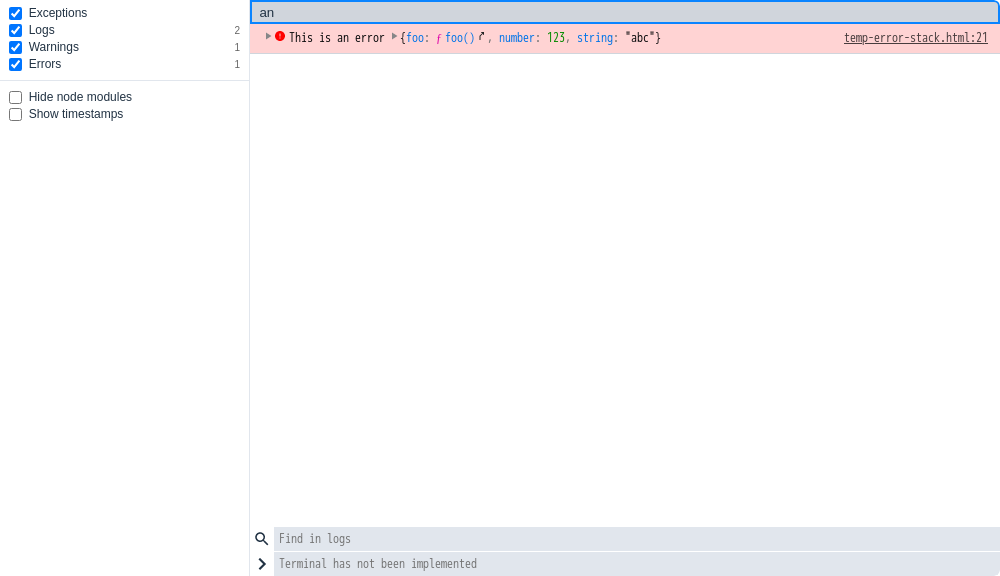 Exceptions
Logs 2
Warnings 1
Errors 1
Hide node modules
Show timestamps
an
This is an error {foo: ƒ foo(), number: 123, string: "abc"} temp-error-stack.html:21
Find in logs
Terminal has not been implemented